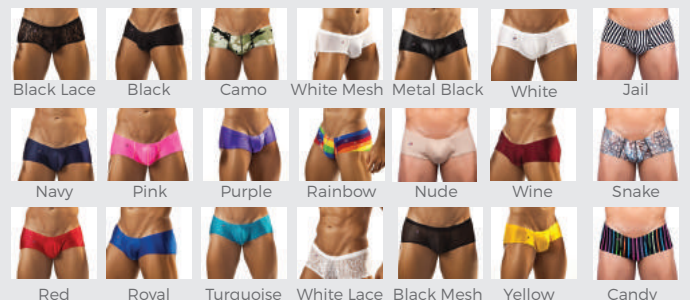 Black Lace Black Camo White Mesh Metal Black White Jail
Navy Pink Purple Rainbow Nude Wine Snake
Red Royal Turquoise White Lace Black Mesh Yellow Candy